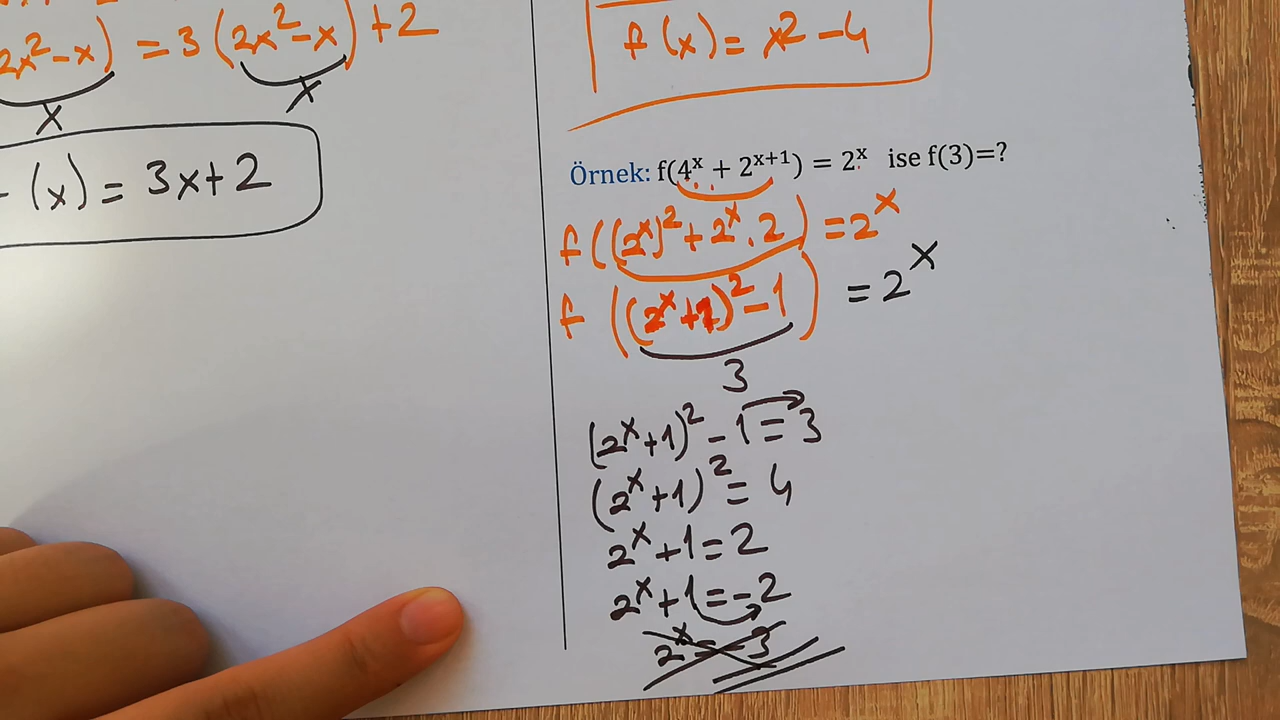 2x²-x) = 3(2x²-x)+2
x x
(x) = 3x+2
f(x) = x²-4
Örnek: f(4ˣ + 2ˣ⁺¹) = 2ˣ ise f(3)=?
f((2ˣ)²+2ˣ.2) = 2ˣ
f((2ˣ+1)²-1) = 2ˣ
3
(2ˣ+1)²-1=3
(2ˣ+1)²=4
2ˣ+1=2
2ˣ+1=-2
2ˣ=-3